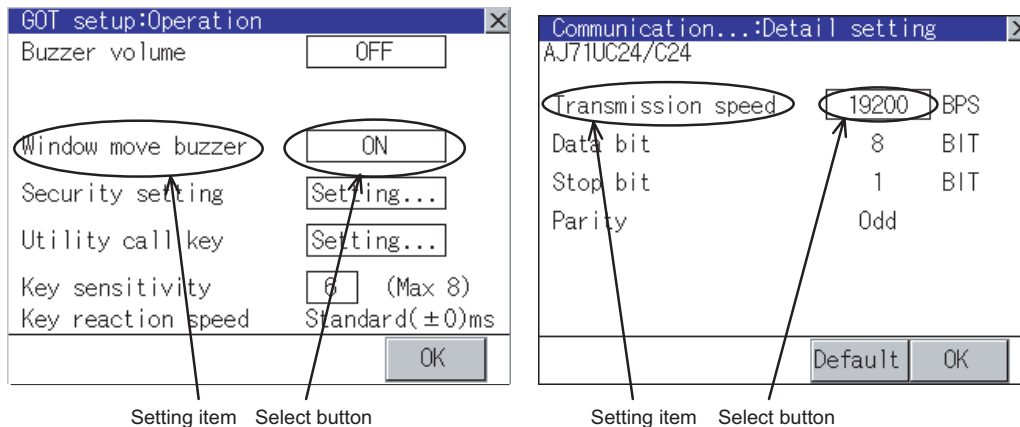 GOT setup:Operation
Buzzer volume OFF
Window move buzzer ON
Security setting Setting...
Utility call key Setting...
Key sensitivity 6 (Max 8)
Key reaction speed Standard(±0)ms
OK
Setting item Select button
Communication...:Detail setting
AJ71UC24/C24
Transmission speed 19200 BPS
Data bit 8 BIT
Stop bit 1 BIT
Parity Odd
Default OK
Setting item Select button